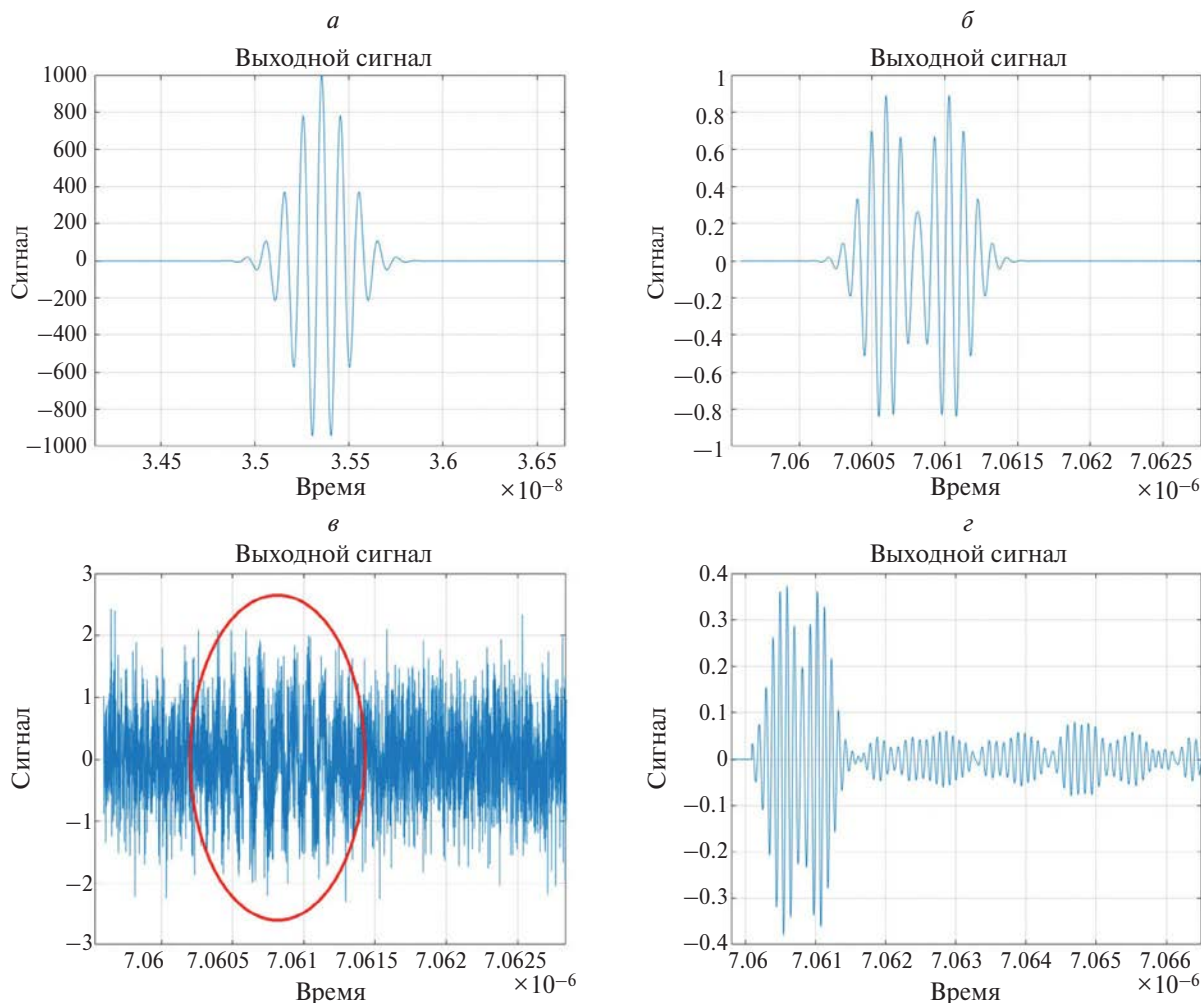 а
Выходной сигнал
1000
800
600
400
200
0
−200
−400
−600
−800
−1000
Сигнал
3.45 3.5 3.55 3.6 3.65
Время
×10−8
б
Выходной сигнал
1
0.8
0.6
0.4
0.2
0
−0.2
−0.4
−0.6
−0.8
−1
Сигнал
7.06 7.0605 7.061 7.0615 7.062 7.0625
Время
×10−6
в
Выходной сигнал
3
2
1
0
−1
−2
−3
Сигнал
7.06 7.0605 7.061 7.0615 7.062 7.0625
×10−6
Время
г
Выходной сигнал
0.4
0.3
0.2
0.1
0
−0.1
−0.2
−0.3
−0.4
Сигнал
7.06 7.061 7.062 7.063 7.064 7.065 7.066
×10−6
Время